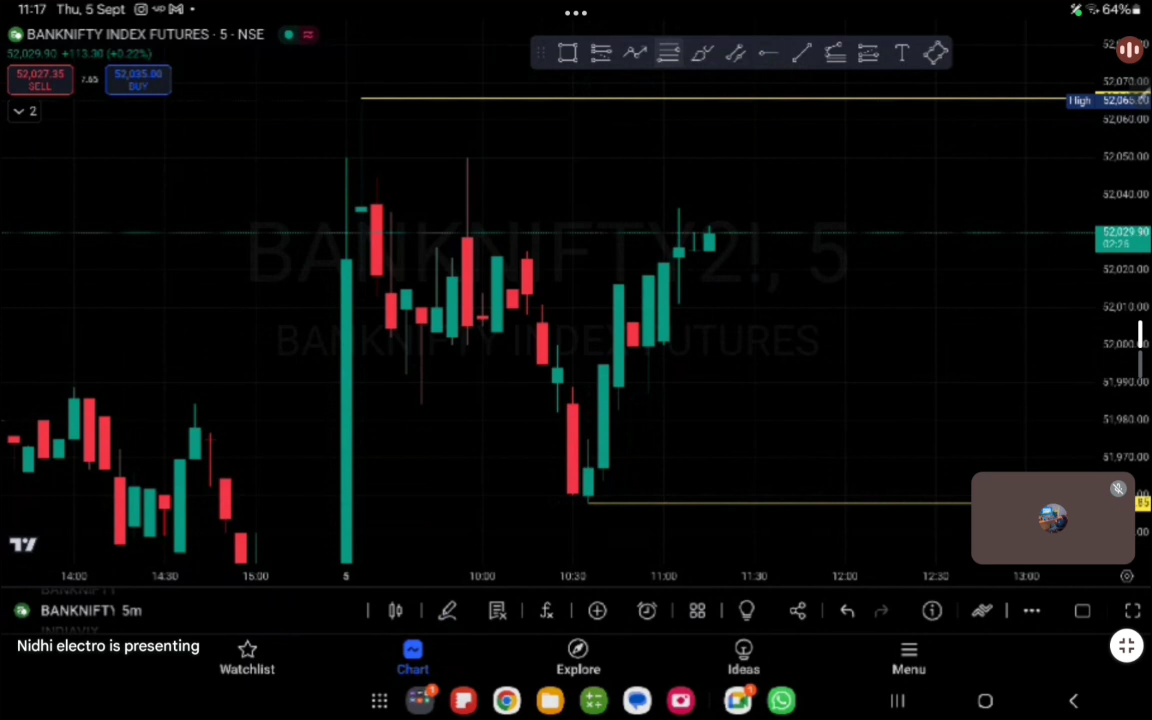 11:17 Thu, 5 Sept
64%
BANKNIFTY INDEX FUTURES · 5 · NSE
52,029.90 +113.30 (+0.22%)
52,027.35
SELL
7.65
52,035.00
BUY
2
52,070.00
High
52,060.00
52,050.00
52,040.00
52,029.90
02:26
52,020.00
52,010.00
52,000.00
51,990.00
51,980.00
51,970.00
BANKNIFTY2!, 5
BANKNIFTY INDEX FUTURES
14:00
14:30
15:00
5
10:00
10:30
11:00
11:30
12:00
12:30
13:00
BANKNIFTY 5m
Nidhi electro is presenting
Watchlist
Chart
Explore
Ideas
Menu